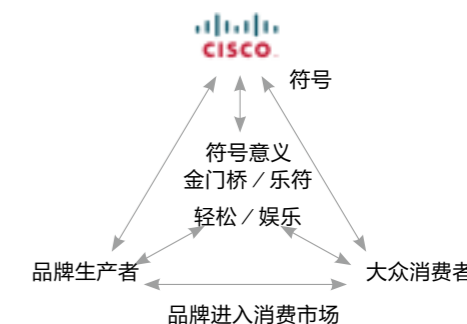 CISCO
符号
符号意义
金门桥 / 乐符
轻松 / 娱乐
品牌生产者
大众消费者
品牌进入消费市场